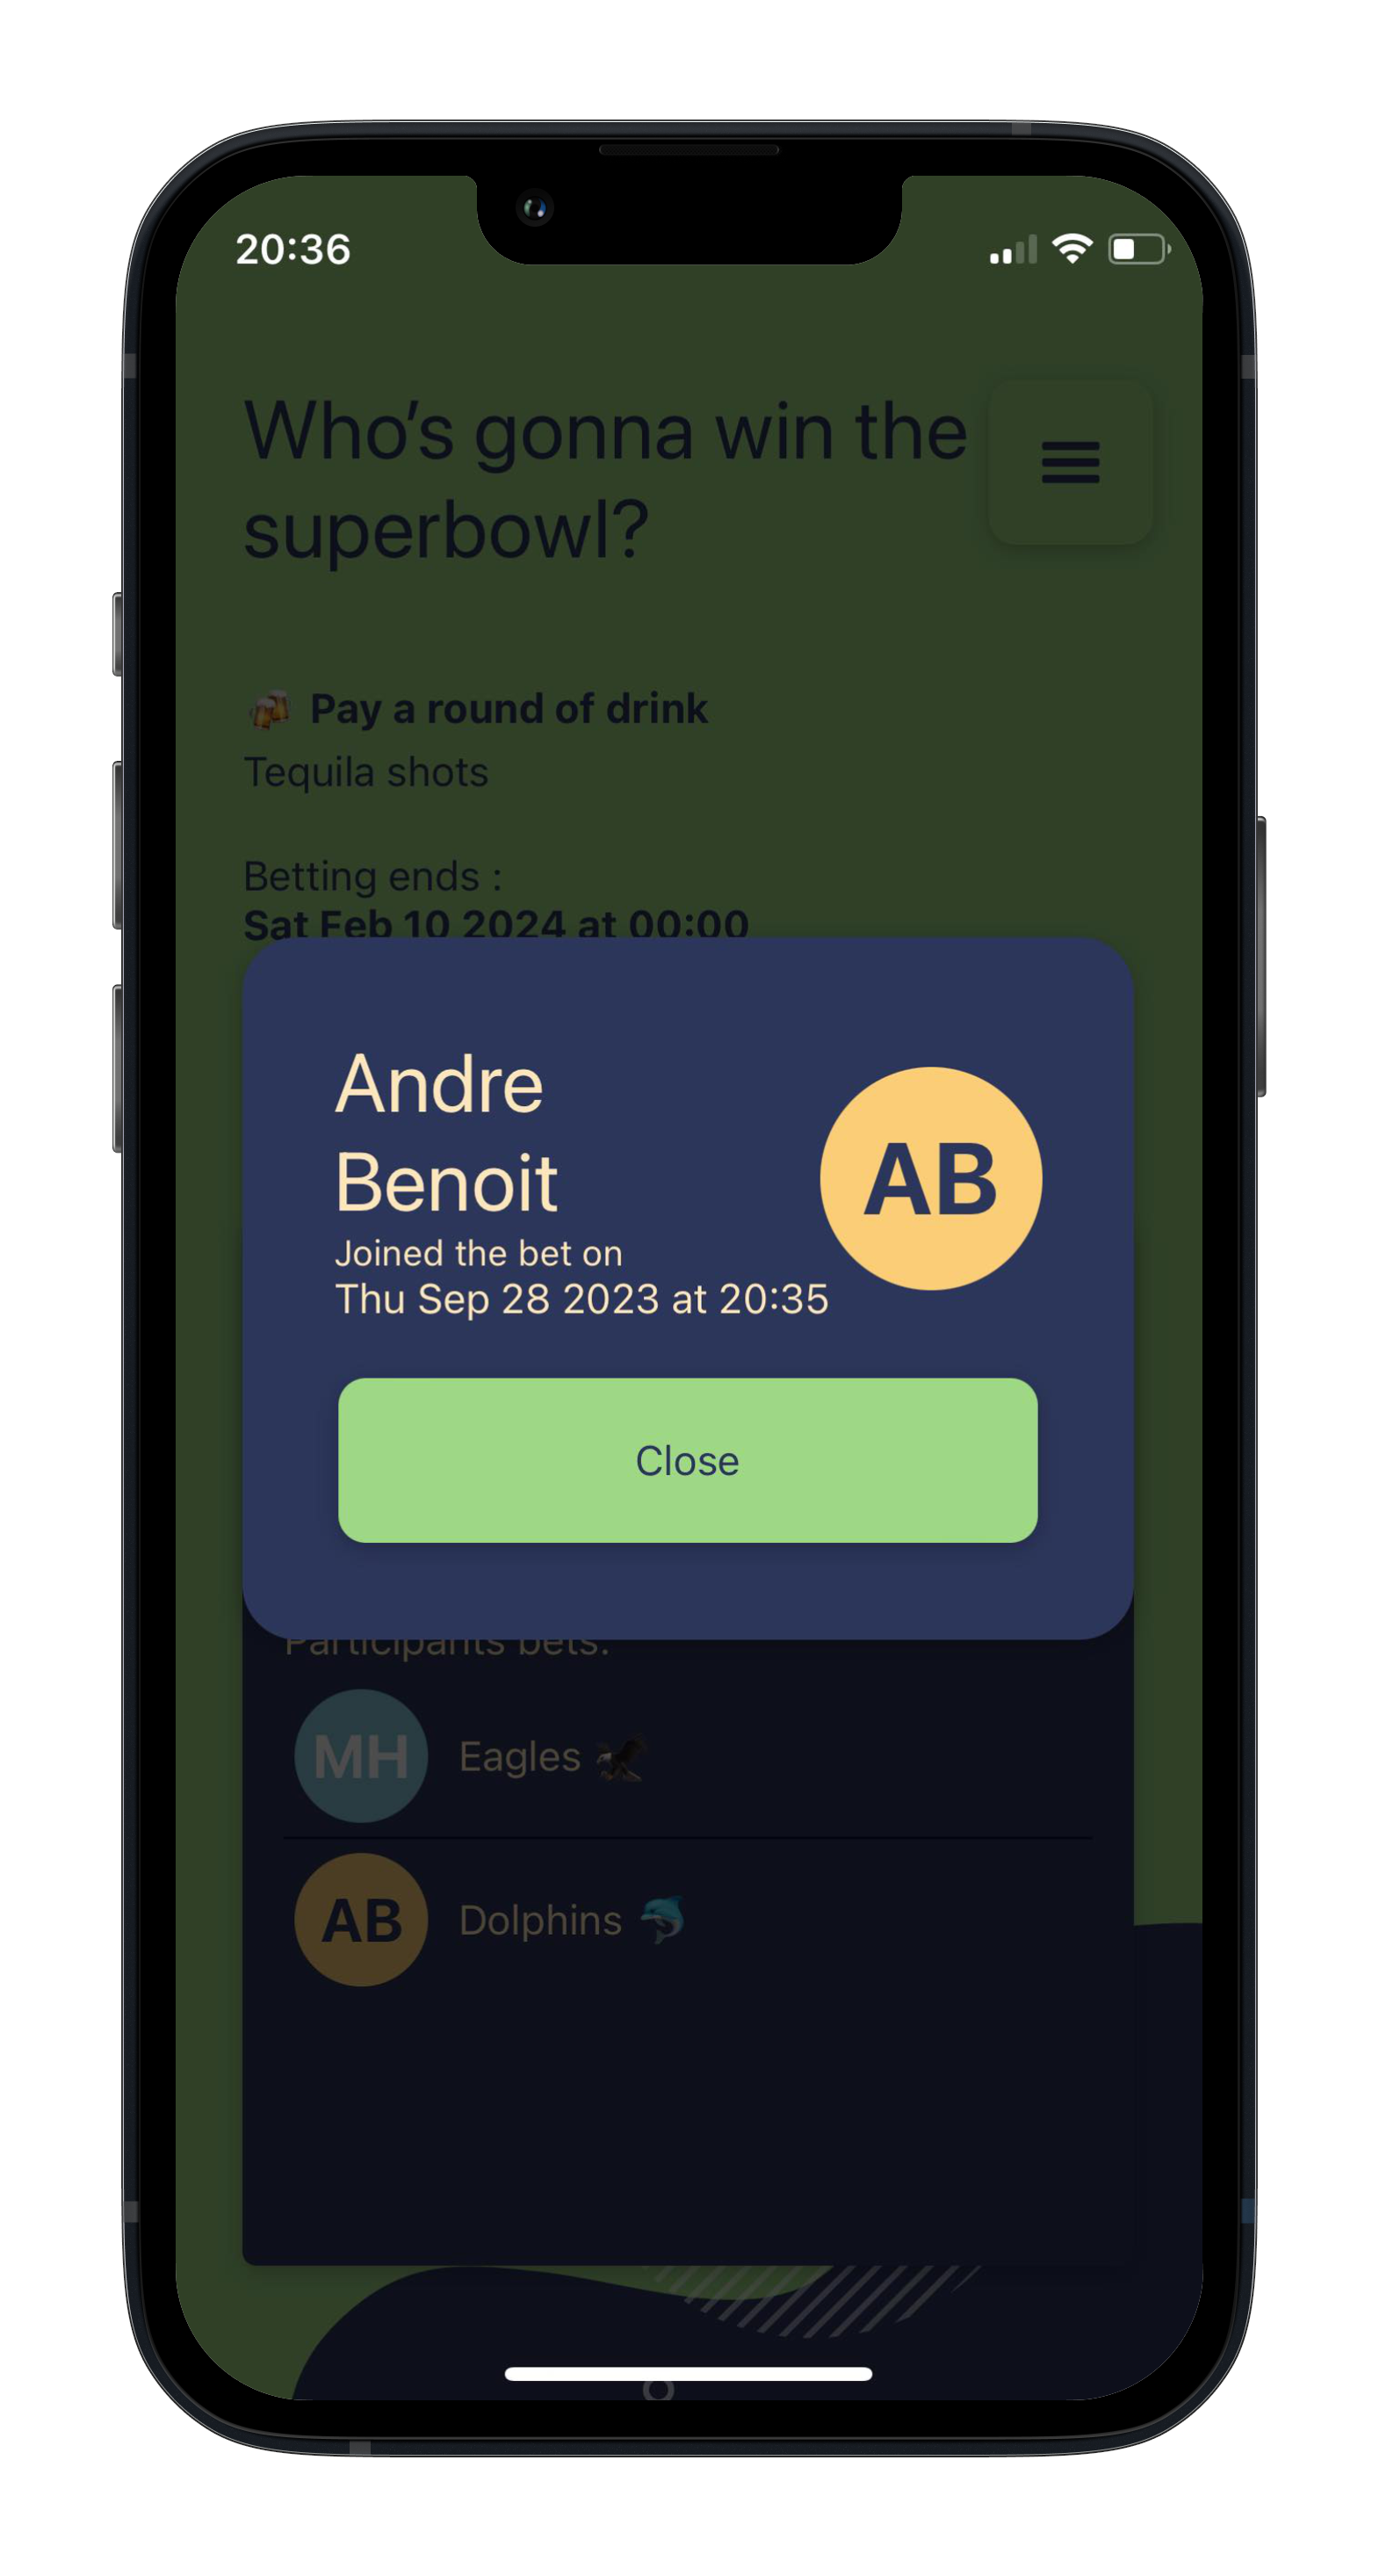 20:36
Who's gonna win the
superbowl?
🍻 Pay a round of drink
Tequila shots
Betting ends :
Sat Feb 10 2024 at 00:00
Andre
Benoit
AB
Joined the bet on
Thu Sep 28 2023 at 20:35
Close
Participants bets:
MH Eagles 🦅
AB Dolphins 🐬